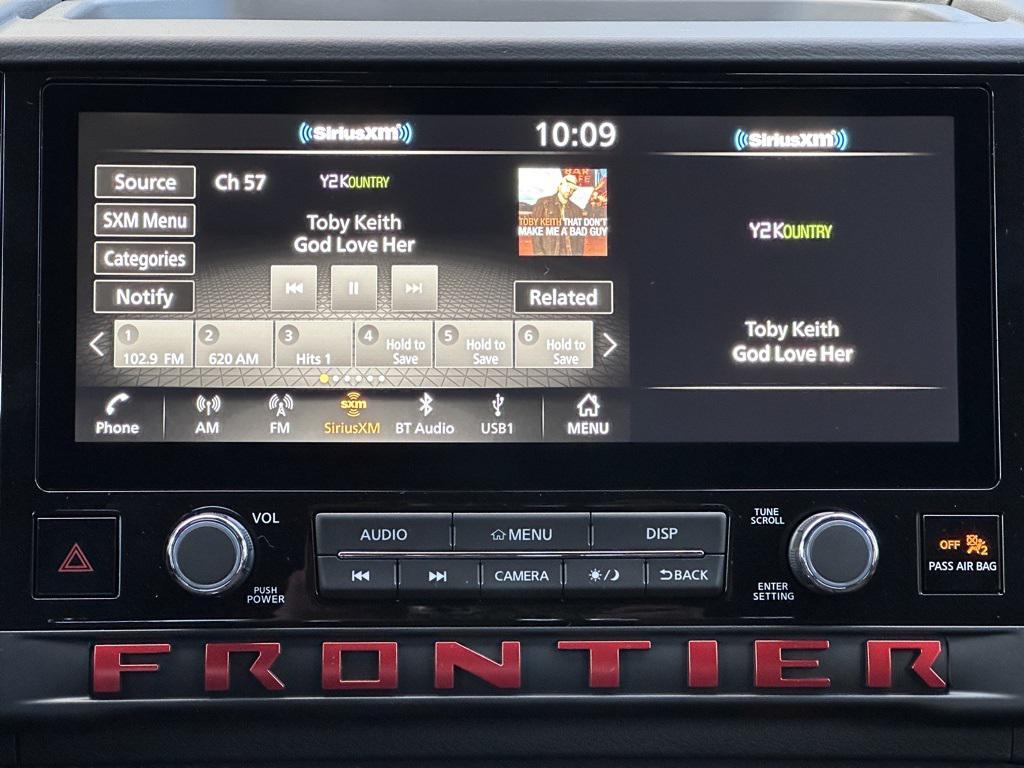 SiriusXM
10:09
SiriusXM
Source
Ch 57
Y2KOUNTRY
SXM Menu
Toby Keith
God Love Her
Categories
Notify
BAR
TOBY KEITH THAT DON'T
MAKE ME A BAD GUY
Related
1
102.9 FM
2
620 AM
3
Hits 1
4
Hold to
Save
5
Hold to
Save
6
Hold to
Save
Phone
AM
FM
sxm
SiriusXM
BT Audio
USB1
MENU
Y2KOUNTRY
Toby Keith
God Love Her
VOL
PUSH
POWER
AUDIO
MENU
DISP
CAMERA
BACK
TUNE
SCROLL
ENTER
SETTING
OFF
2
PASS AIR BAG
FRONTIER